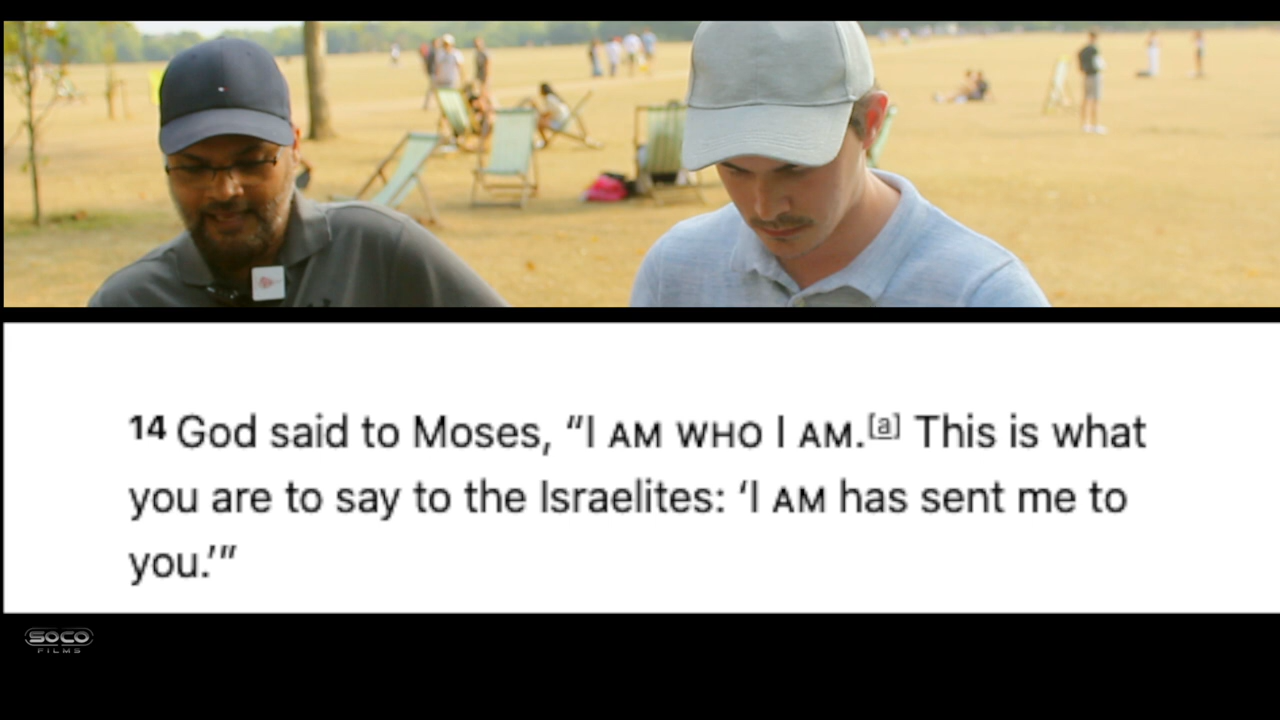 14 God said to Moses, “I AM WHO I AM.[a] This is what
you are to say to the Israelites: ‘I AM has sent me to
you.’”
SOCO
FILMS